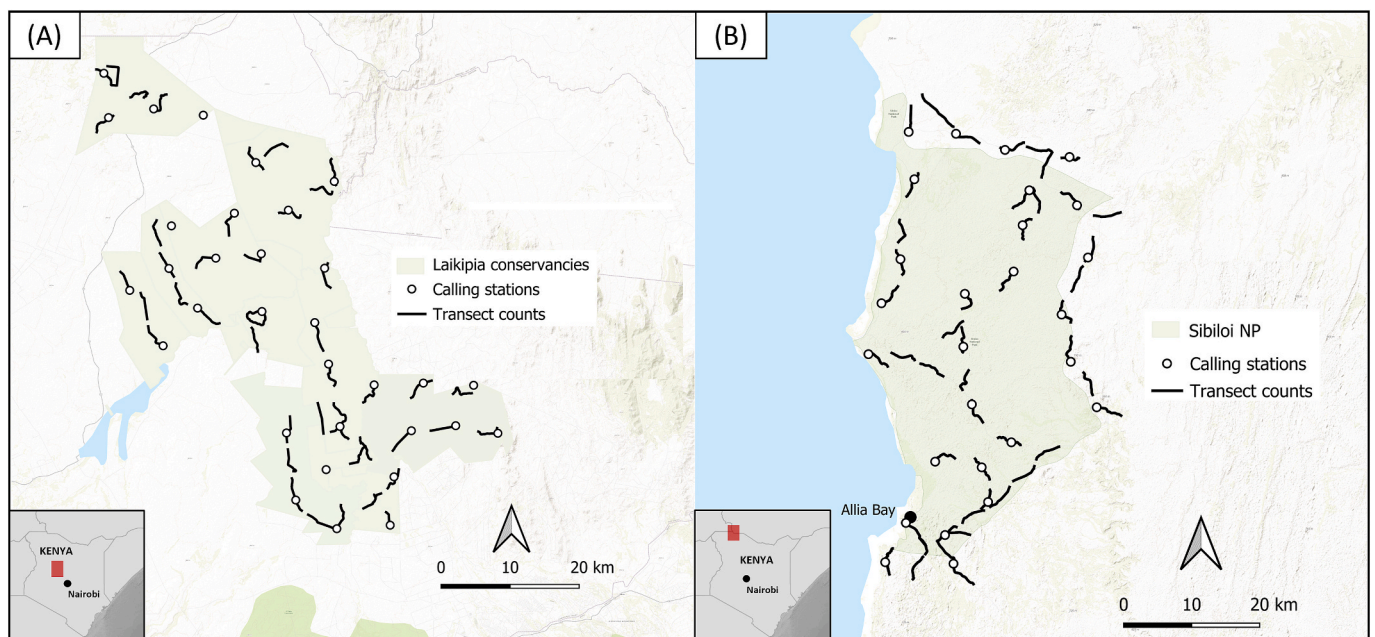 (A)
Laikipia conservancies
Calling stations
Transect counts
0 10 20 km
KENYA
Nairobi
(B)
Sibiloi NP
Calling stations
Transect counts
Allia Bay
0 10 20 km
KENYA
Nairobi